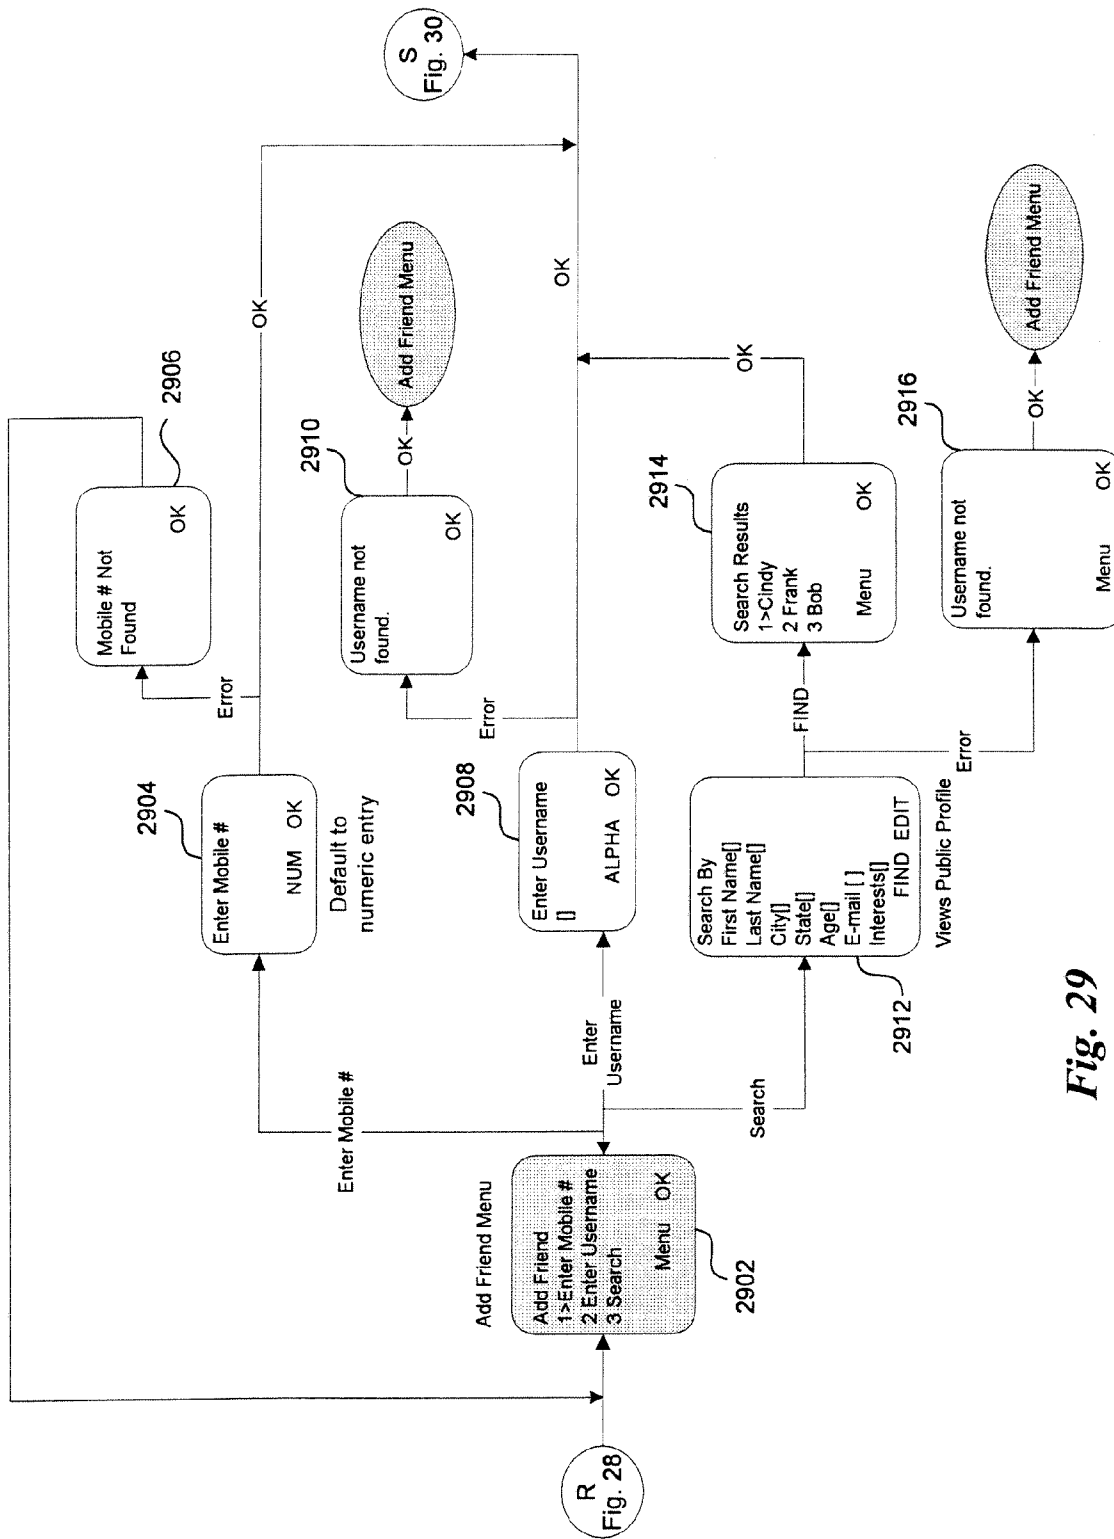 R
Fig. 28
Add Friend Menu
Add Friend
1>Enter Mobile #
2 Enter Username
3 Search
Menu OK
2902
Enter Mobile #
Enter
Username
Search
2904
Enter Mobile #
NUM OK
Default to
numeric entry
Error
Mobile # Not
Found
OK
2906
OK
2908
Enter Username
[]
ALPHA OK
Error
2910
Username not
found.
OK
OK
Add Friend Menu
OK
S
Fig. 30
2912
Search By
First Name[]
Last Name[]
City[]
State[]
Age[]
E-mail [ ]
Interests[]
FIND EDIT
Views Public Profile
FIND
Error
2914
Search Results
1>Cindy
2 Frank
3 Bob
Menu OK
OK
2916
Username not
found.
Menu OK
OK
Add Friend Menu
Fig. 29